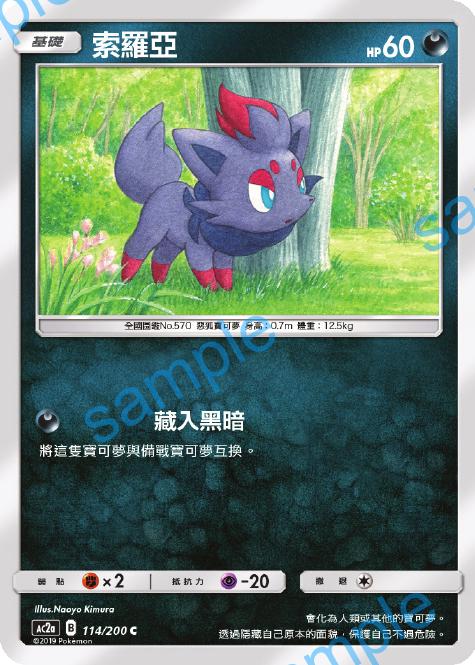 sample
基礎
索羅亞
HP60
sample
全國圖鑑No.570 惡狐寶可夢 身高：0.7m 體重：12.5kg
sample
藏入黑暗
將這隻寶可夢與備戰寶可夢互換。
弱點 ×2 抵抗力 -20 撤退
Illus.Naoyo Kimura
AC2a B 114/200 C
©2019 Pokémon
會化為人類或其他的寶可夢。
透過隱藏自己原本的面貌，保護自己不遇危險。
sample